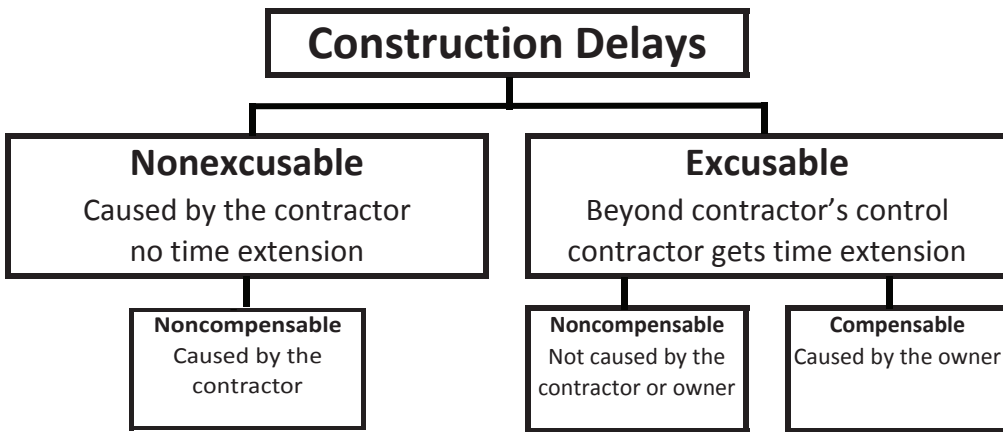 Construction Delays
Nonexcusable
Caused by the contractor
no time extension
Excusable
Beyond contractor’s control
contractor gets time extension
Noncompensable
Caused by the
contractor
Noncompensable
Not caused by the
contractor or owner
Compensable
Caused by the owner